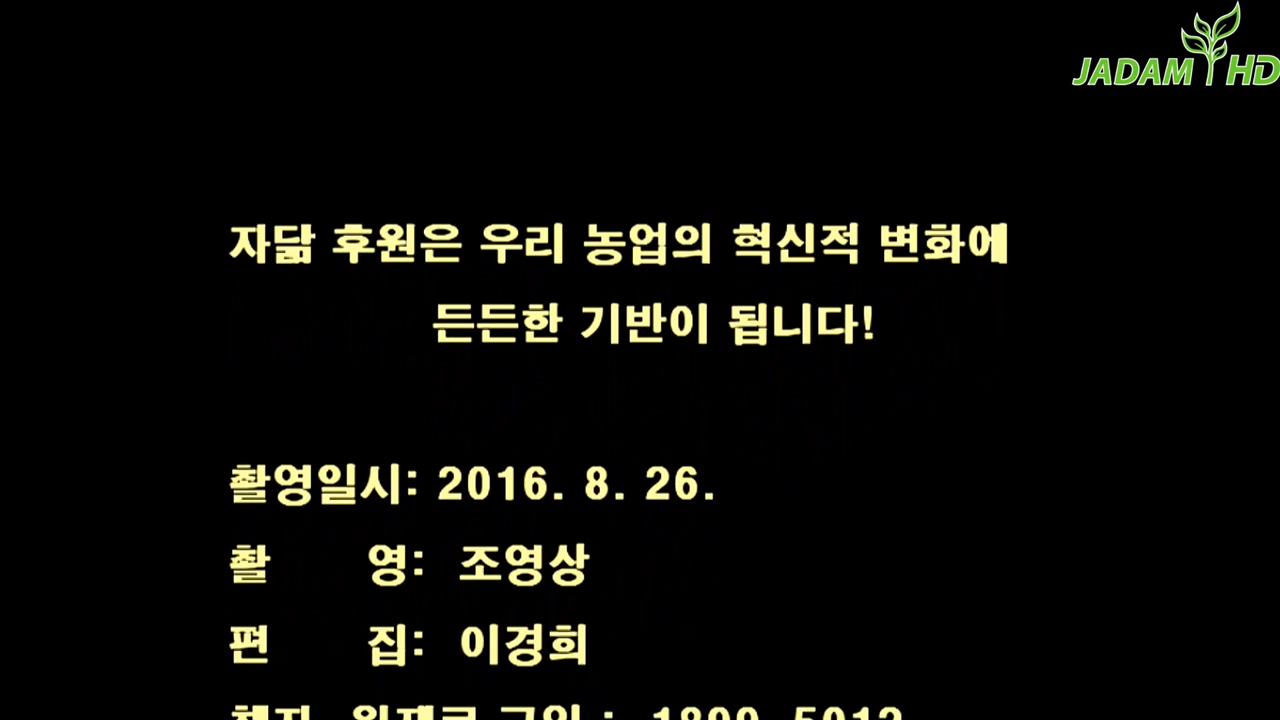 JADAM HD
자닮 후원은 우리 농업의 혁신적 변화에
든든한 기반이 됩니다!
촬영일시: 2016. 8. 26.
촬 영: 조영상
편 집: 이경희